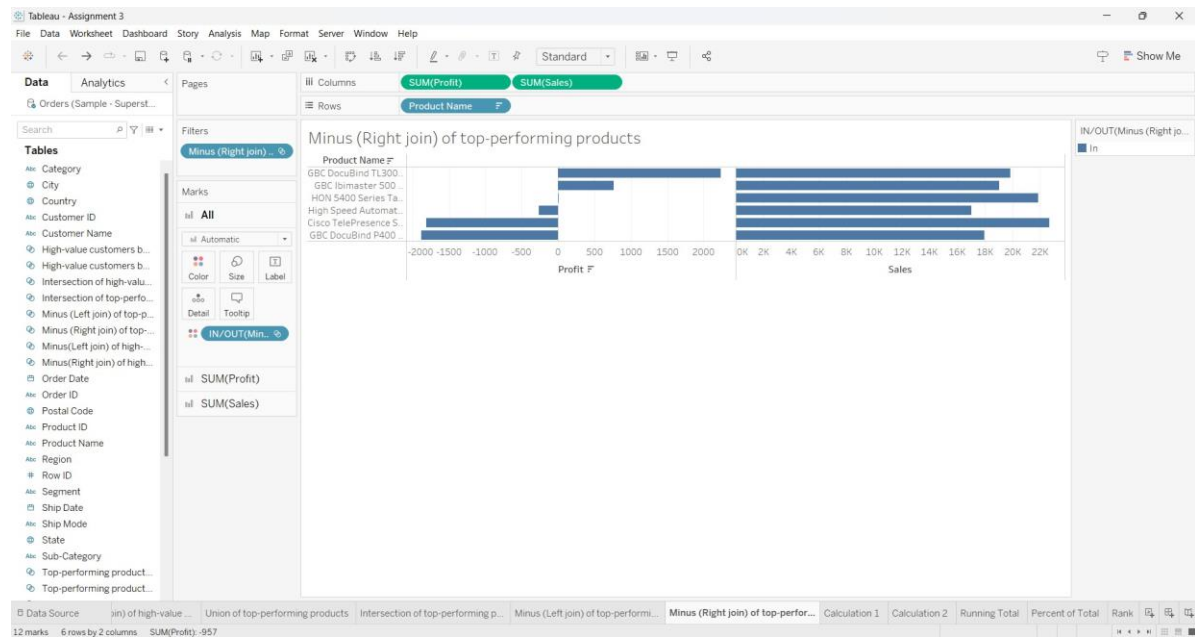 Tableau - Assignment 3
File Data Worksheet Dashboard Story Analysis Map Format Server Window Help
Standard
Show Me
Data Analytics
Orders (Sample - Superst...
Search
Tables
Abc Category
City
Country
Abc Customer ID
Abc Customer Name
High-value customers b...
High-value customers b...
Intersection of high-valu...
Intersection of top-perfo...
Minus (Left join) of top-p...
Minus (Right join) of top-...
Minus(Left join) of high-...
Minus(Right join) of high...
Order Date
Abc Order ID
Postal Code
Abc Product ID
Abc Product Name
Abc Region
# Row ID
Abc Segment
Ship Date
Abc Ship Mode
State
Abc Sub-Category
Top-performing product...
Top-performing product...
Pages
Filters
Minus (Right join) ..
Marks
All
Automatic
Color Size Label
Detail Tooltip
IN/OUT(Min..
SUM(Profit)
SUM(Sales)
Columns SUM(Profit) SUM(Sales)
Rows Product Name
Minus (Right join) of top-performing products
Product Name
GBC DocuBind TL300..
GBC Ibimaster 500 ..
HON 5400 Series Ta..
High Speed Automat..
Cisco TelePresence S..
GBC DocuBind P400 ..
-2000 -1500 -1000 -500 0 500 1000 1500 2000
Profit
0K 2K 4K 6K 8K 10K 12K 14K 16K 18K 20K 22K
Sales
IN/OUT(Minus (Right jo...
In
Data Source oin) of high-value ... Union of top-performing products Intersection of top-performing p... Minus (Left join) of top-performi... Minus (Right join) of top-perfor... Calculation 1 Calculation 2 Running Total Percent of Total Rank
12 marks 6 rows by 2 columns SUM(Profit): -957